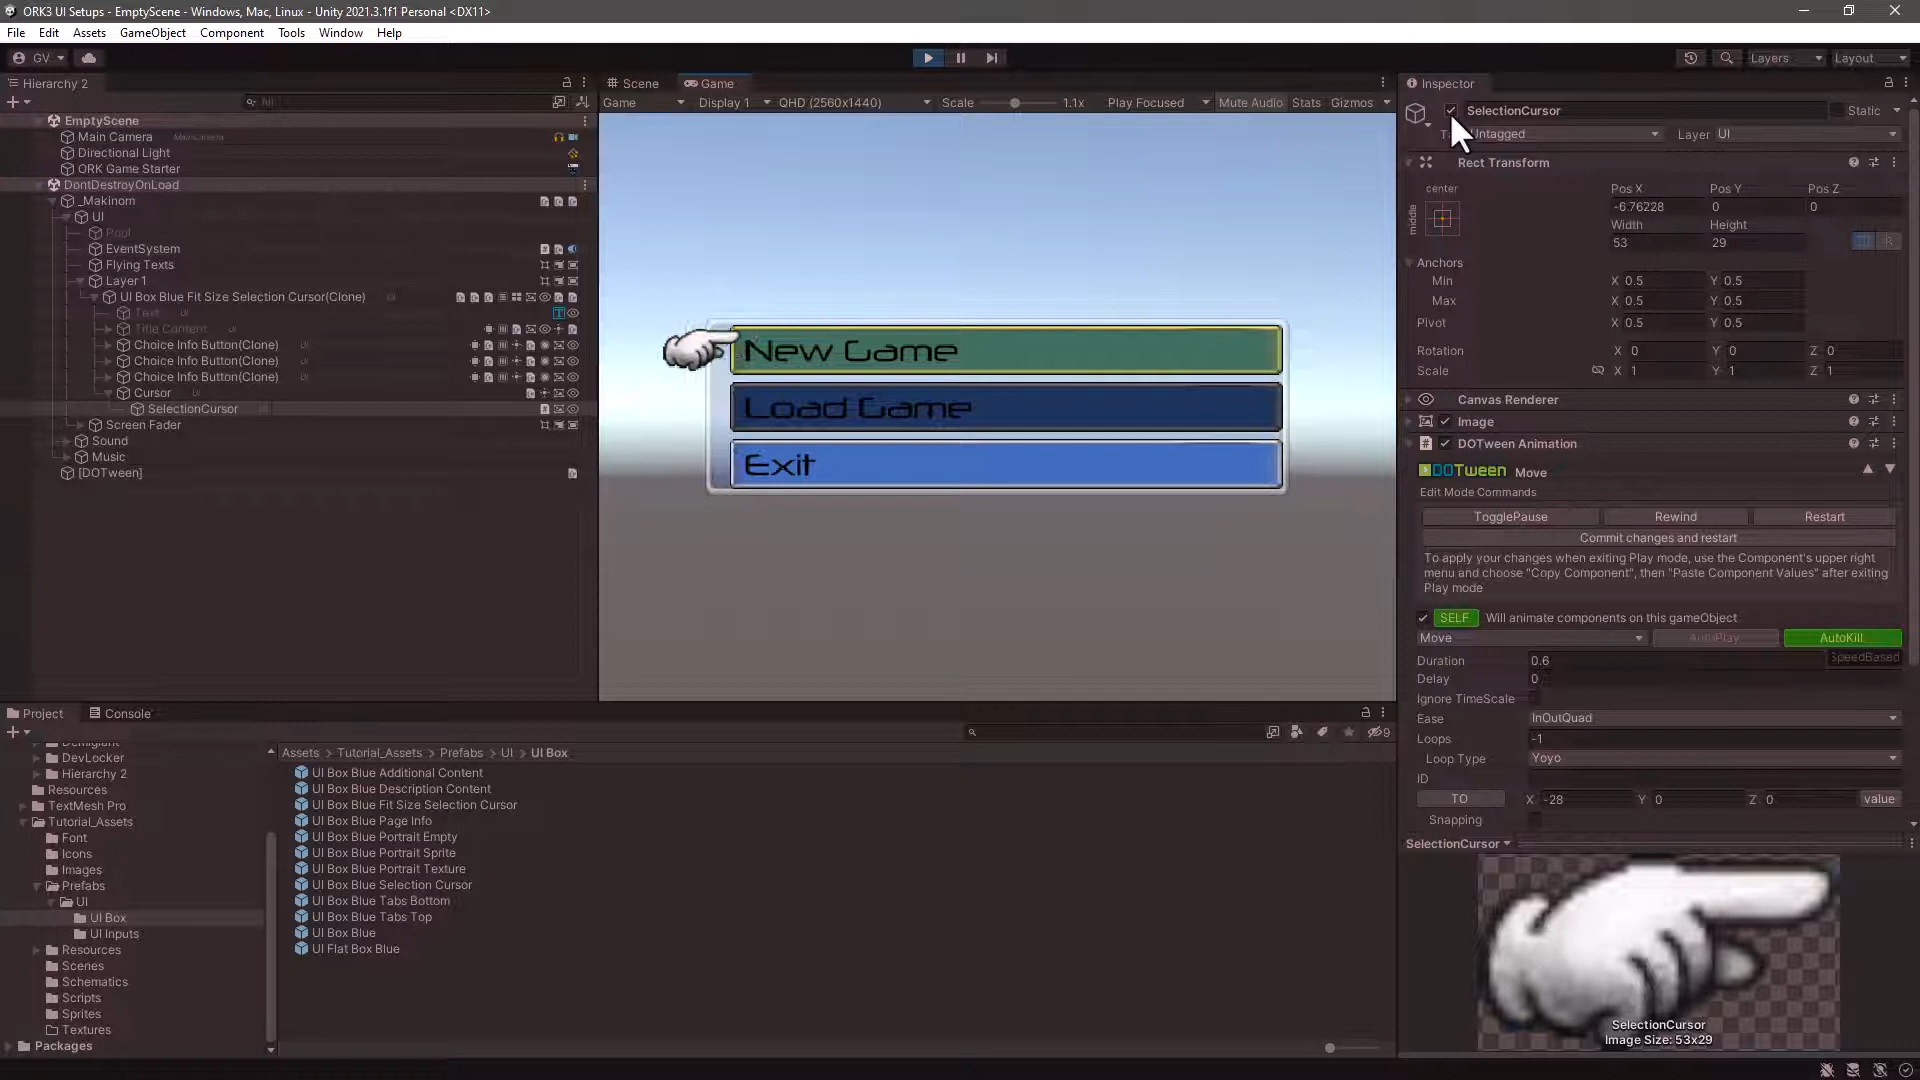 ORK3 UI Setups - EmptyScene - Windows, Mac, Linux - Unity 2021.3.1f1 Personal <DX11>
File Edit Assets GameObject Component Tools Window Help
GV Layers Layout
Hierarchy 2
All
EmptyScene
Main Camera MainCamera
Directional Light
ORK Game Starter
DontDestroyOnLoad
_Makinom
UI
Pool
EventSystem
Flying Texts
Layer 1
UI Box Blue Fit Size Selection Cursor(Clone) UI
Text UI
Title Content UI
Choice Info Button(Clone) UI
Choice Info Button(Clone) UI
Choice Info Button(Clone) UI
Cursor UI
SelectionCursor UI
Screen Fader
Sound
Music
[DOTween]
Scene Game
Game Display 1 QHD (2560x1440) Scale 1.1x Play Focused Mute Audio Stats Gizmos
New Game
Load Game
Exit
Inspector
SelectionCursor Static
Untagged Layer UI
Rect Transform
center
middle
Pos X Pos Y Pos Z
-6.76228 0 0
Width Height
53 29
R
Anchors
Min X 0.5 Y 0.5
Max X 0.5 Y 0.5
Pivot X 0.5 Y 0.5
Rotation X 0 Y 0 Z 0
Scale X 1 Y 1 Z 1
Canvas Renderer
Image
DOTween Animation
DOTween Move
Edit Mode Commands
TogglePause Rewind Restart
Commit changes and restart
To apply your changes when exiting Play mode, use the Component's upper right
menu and choose "Copy Component", then "Paste Component Values" after exiting
Play mode
SELF Will animate components on this gameObject
Move AutoPlay AutoKill
Duration 0.6 SpeedBased
Delay 0
Ignore TimeScale
Ease InOutQuad
Loops -1
Loop Type Yoyo
ID
TO X -28 Y 0 Z 0 value
Snapping
SelectionCursor
SelectionCursor
Image Size: 53x29
Project Console
9
Demigiant
DevLocker
Hierarchy 2
Resources
TextMesh Pro
Tutorial_Assets
Font
Icons
Images
Prefabs
UI
UI Box
UI Inputs
Resources
Scenes
Schematics
Scripts
Sprites
Textures
Packages
Assets > Tutorial_Assets > Prefabs > UI > UI Box
UI Box Blue Additional Content
UI Box Blue Description Content
UI Box Blue Fit Size Selection Cursor
UI Box Blue Page Info
UI Box Blue Portrait Empty
UI Box Blue Portrait Sprite
UI Box Blue Portrait Texture
UI Box Blue Selection Cursor
UI Box Blue Tabs Bottom
UI Box Blue Tabs Top
UI Box Blue
UI Flat Box Blue